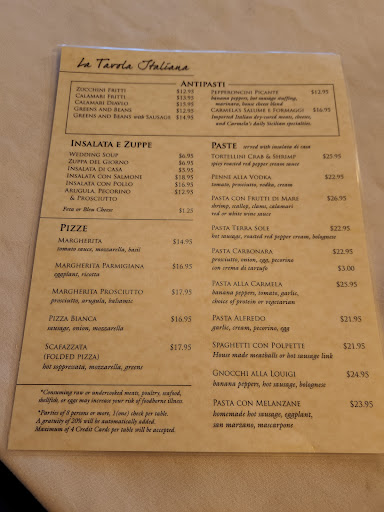 La Tavola Italiana
Antipasti
Zucchini Fritti $12.95
Calamari Fritti $13.95
Calamari Diavlo $15.95
Greens and Beans $12.95
Greens and Beans with Sausage $14.95
Pepperoncini Picante $12.95
banana peppers, hot sausage stuffing,
marinara, house cheese blend
Carmela's Salume e Formaggi $16.95
Imported Italian dry cured meats, cheeses,
and Carmela's daily Sicilian specialties.
Insalata e Zuppe
Wedding Soup $6.95
Zuppa del Giorno $6.95
Insalata di casa $5.95
Insalata con Salmone $18.95
Insalata con Pollo $16.95
Arugula, Pecorino $12.95
& Prosciutto
Feta or Blew Cheese $1.25
Pizze
Margherita $14.95
tomato sauce, mozzarella, basil
Margherita Parmigiana $16.95
eggplant, ricotta
Margherita Prosciutto $17.95
prosciutto, arugula, balsamic
Pizza Bianca $16.95
sausage, onion, mozzarella
Scafazzata $17.95
(folded pizza)
hot soppresata, mozzarella, greens
*Consuming raw or undercooked meats, poultry, seafood,
shellfish, or eggs may increase your risk of foodborne illness.
*Parties of 8 persons or more, 1(one) check per table.
A gratuity of 20% will be automatically added.
Maximum of 4 Credit Cards per table will be accepted.
Paste served with insalata di casa
Tortellini Crab & Shrimp $25.95
spicy roasted red pepper cream sauce
Penne alla Vodka $22.95
tomato, prosciutto, vodka, cream
Pasta con Frutti di Mare $26.95
shrimp, scallop, clams, calamari
red or white wine sauce
Pasta Terra Sole $22.95
hot sausage, roasted red pepper cream, bolognese
Pasta Carbonara $22.95
prosciutto, onion, egg, pecorino
con crema di tartufo $3.00
Pasta alla Carmela $25.95
banana peppers, tomato, garlic,
choice of protein or vegetarian
Pasta Alfredo $21.95
garlic, cream, pecorino, egg
Spaghetti con Polpette $21.95
House made meatballs or hot sausage link
Gnocchi alla Louigi $24.95
banana peppers, hot sausage, bolognese
Pasta con Melanzane $23.95
homemade hot sausage, eggplant,
san marzano, mascarpone